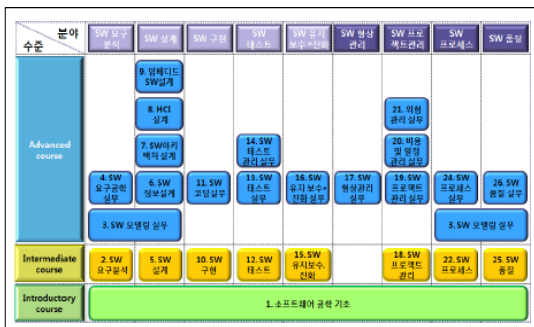 분야
수준
SW 요구 분석
SW 설계
SW 구현
SW 테스트
SW 유지 보수+진화
SW 형상 관리
SW 프로 젝트관리
SW 프로세스
SW 품질
Advanced course
9. 임베디드 SW설계
8. HCI 설계
7. SW아키 텍처 설계
14. SW 테스트 관리 실무
21. 위험 관리 실무
20. 비용 및 일정 관리 실무
4. SW 요구공학 실무
6. SW 정보설계
11. SW 코딩실무
13. SW 테스트 실무
16. SW 유지 보수+ 진화 실무
17. SW 형상관리 실무
19. SW 프로젝트 관리 실무
24. SW 프로세스 실무
26. SW 품질 실무
3. SW 모델링 실무
3. SW 모델링 실무
Intermediate course
2. SW 요구분석
5. SW 설계
10. SW 구현
12. SW 테스트
15. SW 유지보수. 진화
18. SW 프로젝트 관리
22. SW 프로세스
25. SW 품질
Introductory course
1. 소프트웨어 공학 기초